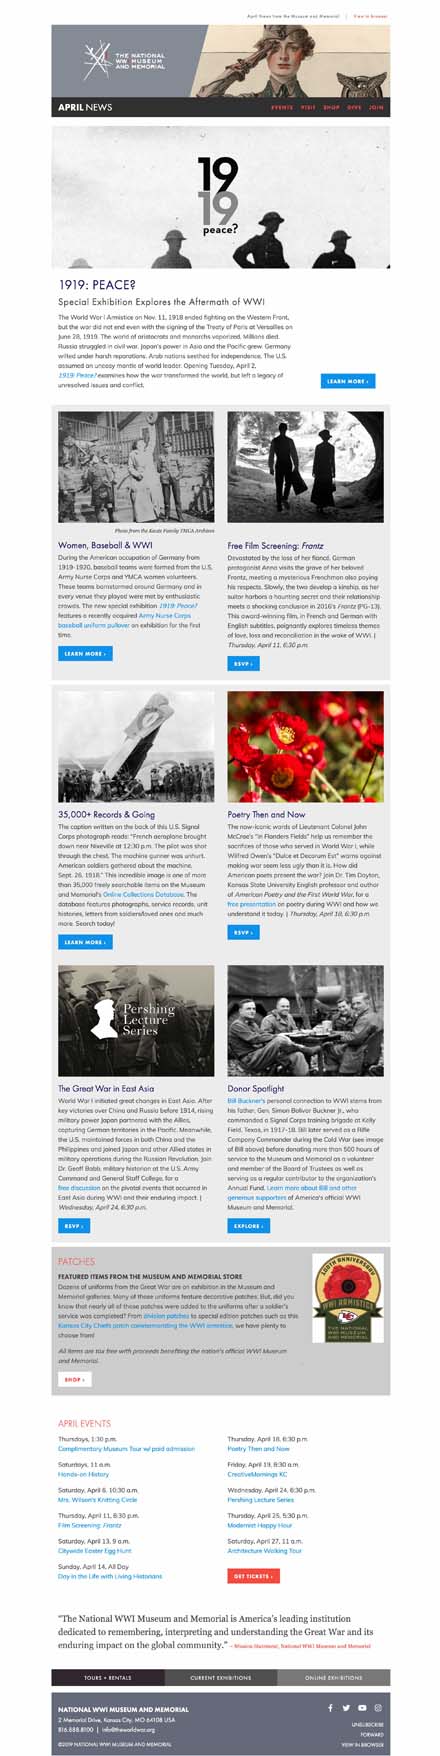 April News from the Museum and Memorial | View in browser
THE NATIONAL
WWI MUSEUM
AND MEMORIAL
APRIL NEWS
EVENTS VISIT SHOP GIVE JOIN
19
19
peace?
1919: PEACE?
Special Exhibition Explores the Aftermath of WWI
The World War I Armistice on Nov. 11, 1918 ended fighting on the Western Front,
but the war did not end even with the signing of the Treaty of Paris at Versailles on
June 28, 1919. The world of aristocrats and monarchs vaporized. Millions died.
Russia struggled in civil war. Japan's power in Asia and the Pacific grew. Germany
wilted under harsh reparations. Arab nations seethed for independence. The U.S.
assumed an uneasy mantle of world leader. Opening Tuesday, April 2,
1919: Peace? examines how the war transformed the world, but left a legacy of
unresolved issues and conflict.
LEARN MORE ›
Photo from the Kautz Family YMCA Archives
Women, Baseball & WWI
During the American occupation of Germany from
1919-1920, baseball teams were formed from the U.S.
Army Nurse Corps and YMCA women volunteers.
These teams barnstormed around Germany and in
every venue they played were met by enthusiastic
crowds. The new special exhibition 1919: Peace?
features a recently acquired Army Nurse Corps
baseball uniform pullover on exhibition for the first
time.
LEARN MORE ›
Free Film Screening: Frantz
Devastated by the loss of her fiancé, German
protagonist Anna visits the grave of her beloved
Frantz, meeting a mysterious Frenchman also paying
his respects. Slowly, the two develop a kinship, as her
suitor harbors a haunting secret and their relationship
meets a shocking conclusion in 2016's Frantz (PG-13).
This award-winning film, in French and German with
English subtitles, poignantly explores timeless themes
of love, loss and reconciliation in the wake of WWI. |
Thursday, April 11, 6:30 p.m.
RSVP ›
35,000+ Records & Going
The caption written on the back of this U.S. Signal
Corps photograph reads: "French aeroplane brought
down near Nixeville at 12:30 p.m. The pilot was shot
through the chest. The machine gunner was unhurt.
American soldiers gathered about the machine.
Sept. 26, 1918." This incredible image is one of more
than 35,000 freely searchable items on the Museum
and Memorial's Online Collections Database. The
database features photographs, service records, unit
histories, letters from soldiers/loved ones and much
more. Search today!
LEARN MORE ›
Poetry Then and Now
The now-iconic words of Lieutenant Colonel John
McCrae's "In Flanders Fields" help us remember the
sacrifices of those who served in World War I, while
Wilfred Owen's "Dulce et Decorum Est" warns against
making war seem less ugly than it is. How did
American poets present the war? Join Dr. Tim Dayton,
Kansas State University English professor and author
of American Poetry and the First World War, for a
free presentation on poetry during WWI and how we
understand it today. | Thursday, April 18, 6:30 p.m.
RSVP ›
Pershing
Lecture
Series
The Great War in East Asia
World War I initiated great changes in East Asia. After
key victories over China and Russia before 1914, rising
military power Japan partnered with the Allies,
capturing German territories in the Pacific. Meanwhile,
the U.S. maintained forces in both China and the
Philippines and joined Japan and other Allied states in
military operations during the Russian Revolution. Join
Dr. Geoff Babb, military historian at the U.S. Army
Command and General Staff College, for a
free discussion on the pivotal events that occurred in
East Asia during WWI and their enduring impact. |
Wednesday, April 24, 6:30 p.m.
RSVP ›
Donor Spotlight
Bill Buckner's personal connection to WWI stems from
his father, Gen. Simon Bolivar Buckner Jr., who
commanded a Signal Corps training brigade at Kelly
Field, Texas, in 1917-18. Bill later served as a Rifle
Company Commander during the Cold War (see image
of Bill above) before donating more than 500 hours of
service to the Museum and Memorial as a volunteer
and member of the Board of Trustees as well as
serving as a regular contributor to the organization's
Annual Fund. Learn more about Bill and other
generous supporters of America's official WWI
Museum and Memorial.
EXPLORE ›
PATCHES
FEATURED ITEMS FROM THE MUSEUM AND MEMORIAL STORE
Dozens of uniforms from the Great War are on exhibition in the Museum and
Memorial galleries. Many of those uniforms feature decorative patches. But, did you
know that nearly all of those patches were added to the uniforms after a soldier's
service was completed? From division patches to special edition patches such as this
Kansas City Chiefs patch commemorating the WWI armistice, we have plenty to
choose from!
All items are tax free with proceeds benefiting the nation's official WWI Museum
and Memorial.
SHOP ›
100TH ANNIVERSARY
WWI ARMISTICE
KC
THE NATIONAL
WWI MUSEUM
AND MEMORIAL
APRIL EVENTS
Thursdays, 1:30 p.m.
Complimentary Museum Tour w/ paid admission
Saturdays, 11 a.m.
Hands-on History
Saturday, April 6, 10:30 a.m.
Mrs. Wilson's Knitting Circle
Thursday, April 11, 6:30 p.m.
Film Screening: Frantz
Saturday, April 13, 9 a.m.
Citywide Easter Egg Hunt
Sunday, April 14, All Day
Day in the Life with Living Historians
Thursday, April 18, 6:30 p.m.
Poetry Then and Now
Friday, April 19, 8:30 a.m.
CreativeMornings KC
Wednesday, April 24, 6:30 p.m.
Pershing Lecture Series
Thursday, April 25, 5:30 p.m.
Modernist Happy Hour
Saturday, April 27, 11 a.m.
Architecture Walking Tour
GET TICKETS ›
"The National WWI Museum and Memorial is America's leading institution
dedicated to remembering, interpreting and understanding the Great War and its
enduring impact on the global community." – Mission Statement, National WWI Museum and Memorial
TOURS + RENTALS CURRENT EXHIBITIONS ONLINE EXHIBITIONS
NATIONAL WWI MUSEUM AND MEMORIAL
2 Memorial Drive, Kansas City, MO 64108 USA
816.888.8100 | info@theworldwar.org
©2019 NATIONAL WWI MUSEUM AND MEMORIAL
UNSUBSCRIBE
FORWARD
VIEW IN BROWSER